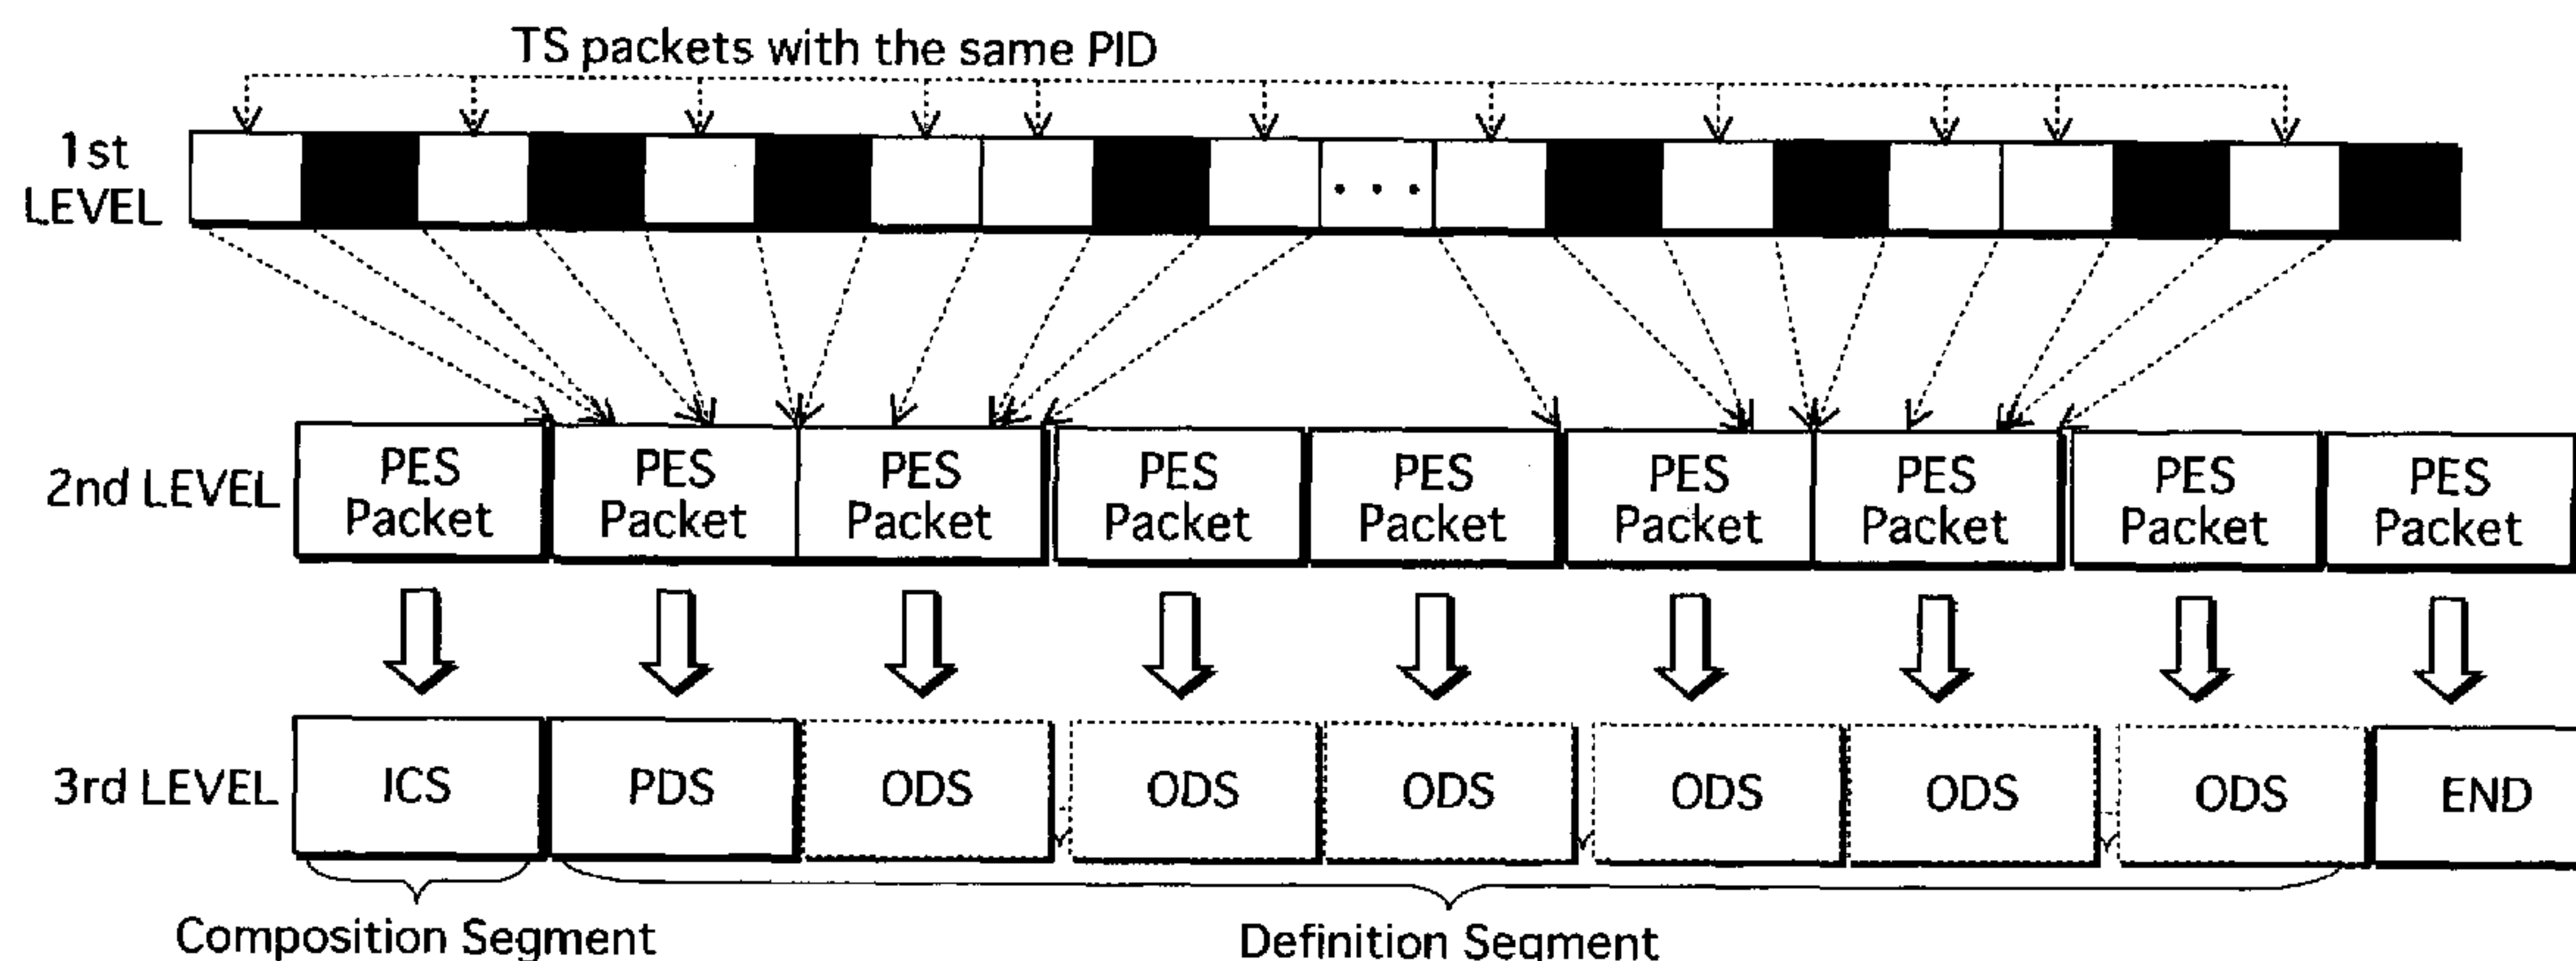 TS packets with the same PID
1st
LEVEL
. . .
2nd LEVEL
PES
Packet
PES
Packet
PES
Packet
PES
Packet
PES
Packet
PES
Packet
PES
Packet
PES
Packet
PES
Packet
3rd LEVEL
ICS
PDS
ODS
ODS
ODS
ODS
ODS
ODS
END
Composition Segment
Definition Segment